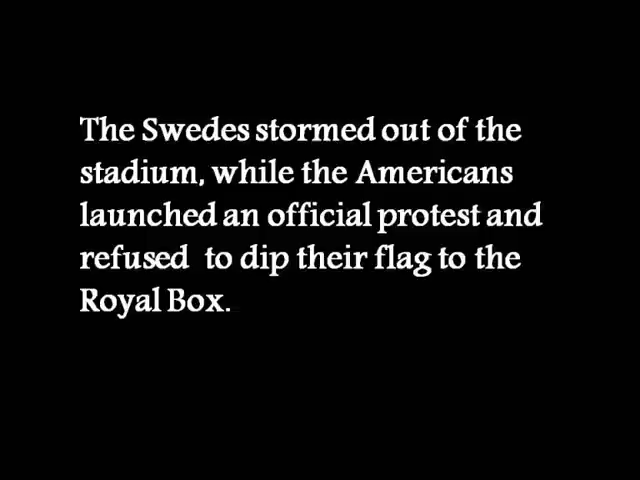 The Swedes stormed out of the
stadium, while the Americans
launched an official protest and
refused  to dip their flag to the
Royal Box.